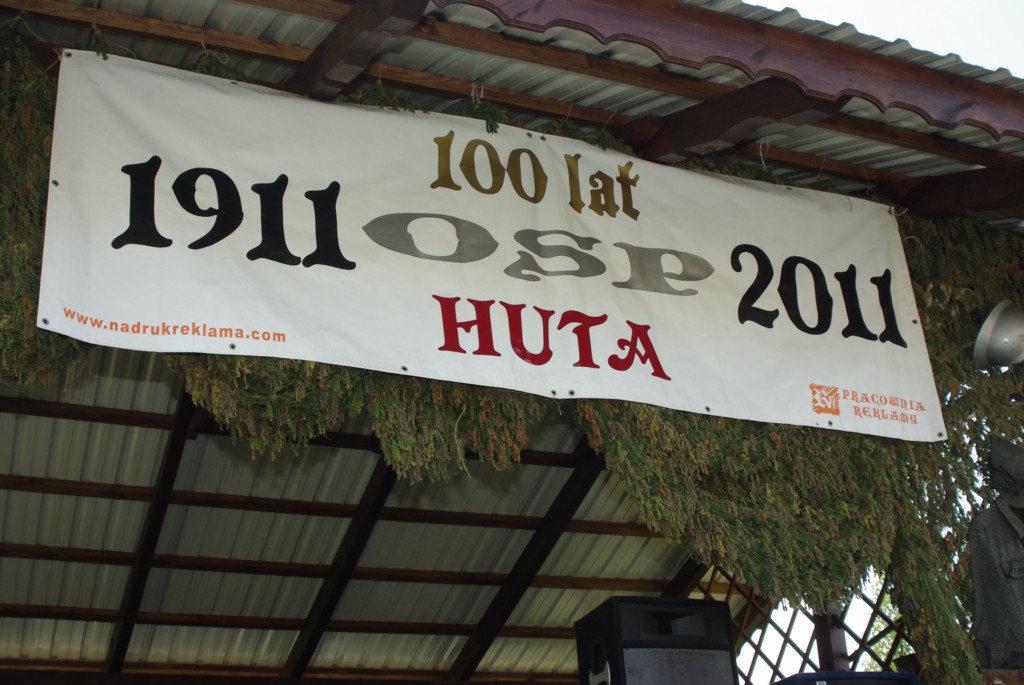 100 lat
1911 OSP 2011
HUTA
www.nadrukreklama.com
PRACOWNIA
REKLAMY